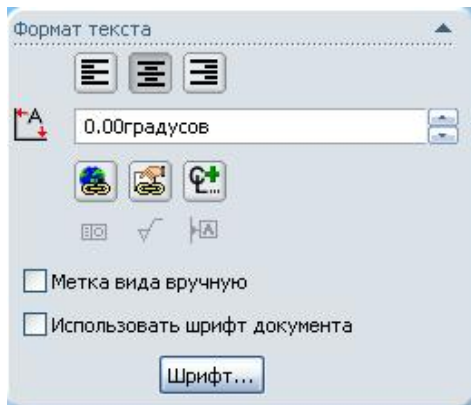 Формат текста
0.00градусов
Метка вида вручную
Использовать шрифт документа
Шрифт...